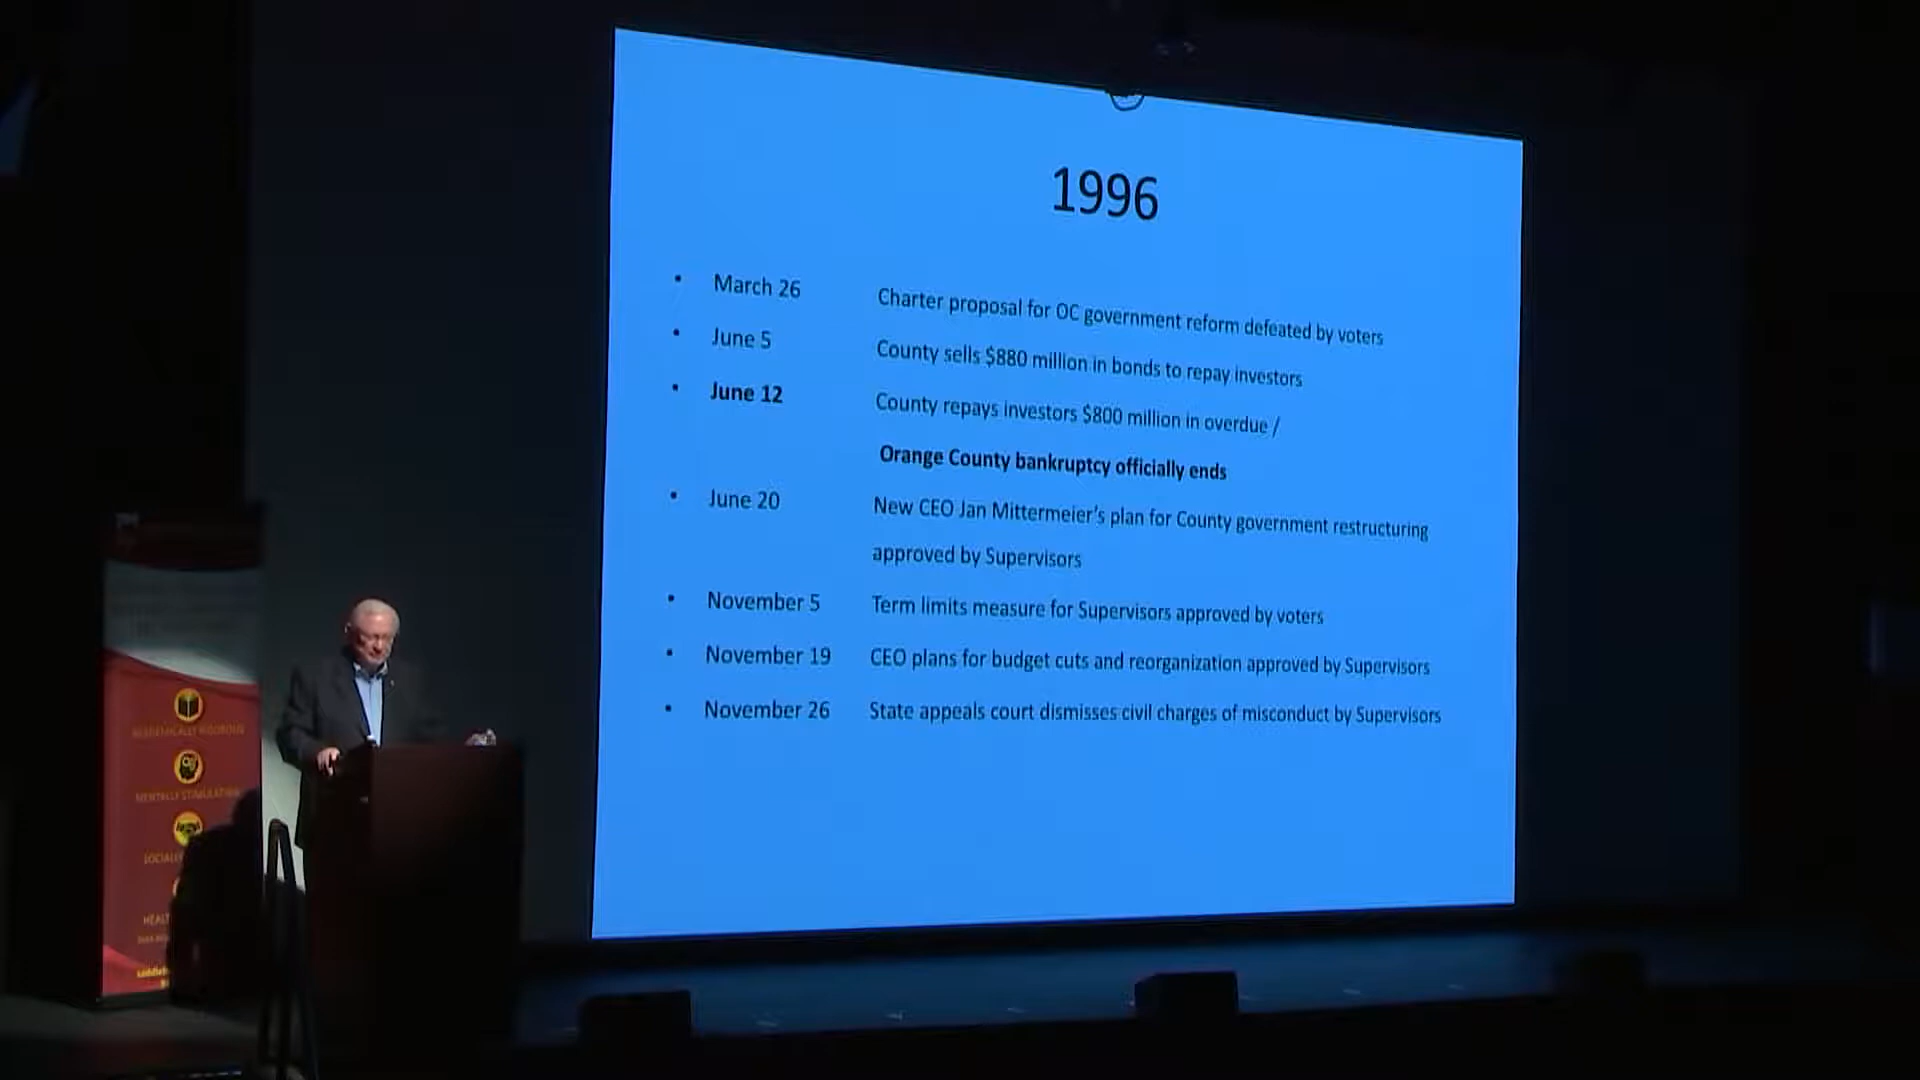 1996
• March 26 Charter proposal for OC government reform defeated by voters
• June 5 County sells $880 million in bonds to repay investors
• June 12 County repays investors $800 million in overdue /
Orange County bankruptcy officially ends
• June 20 New CEO Jan Mittermeier's plan for County government restructuring
approved by Supervisors
• November 5 Term limits measure for Supervisors approved by voters
• November 19 CEO plans for budget cuts and reorganization approved by Supervisors
• November 26 State appeals court dismisses civil charges of misconduct by Supervisors
ACADEMICALLY RIGOROUS
MENTALLY STIMULATING